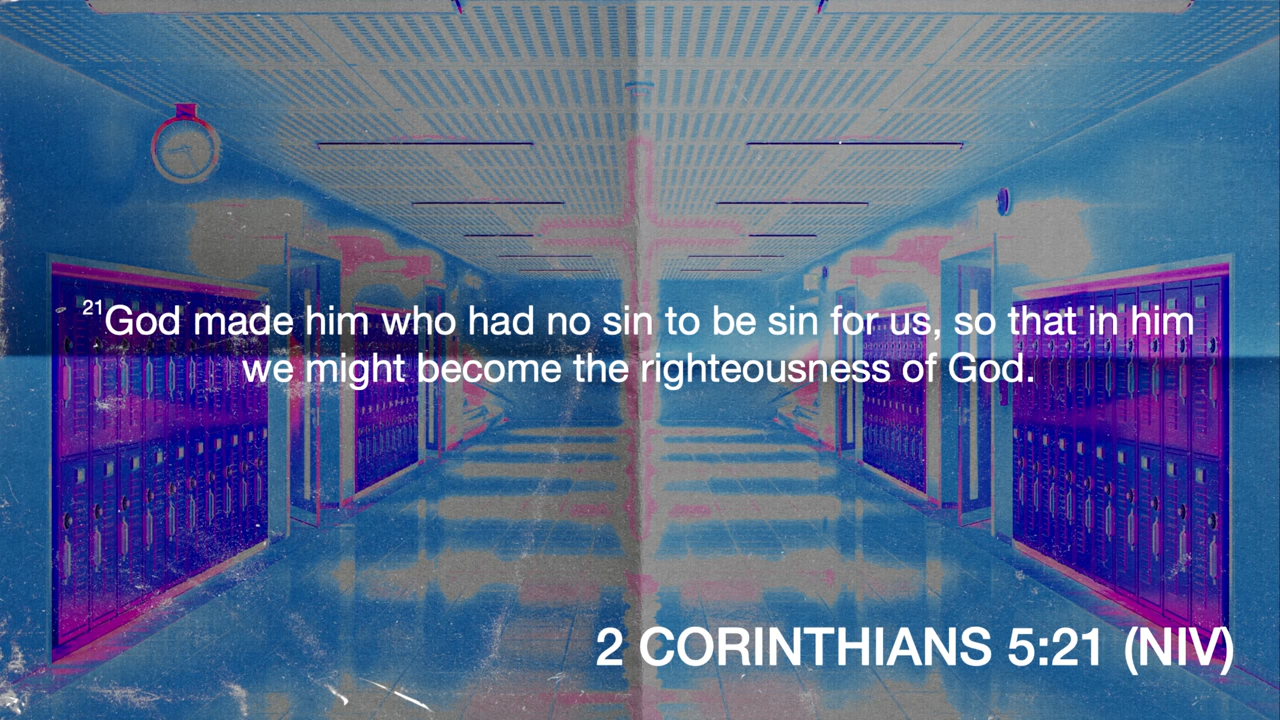 21God made him who had no sin to be sin for us, so that in him
we might become the righteousness of God.
2 CORINTHIANS 5:21 (NIV)